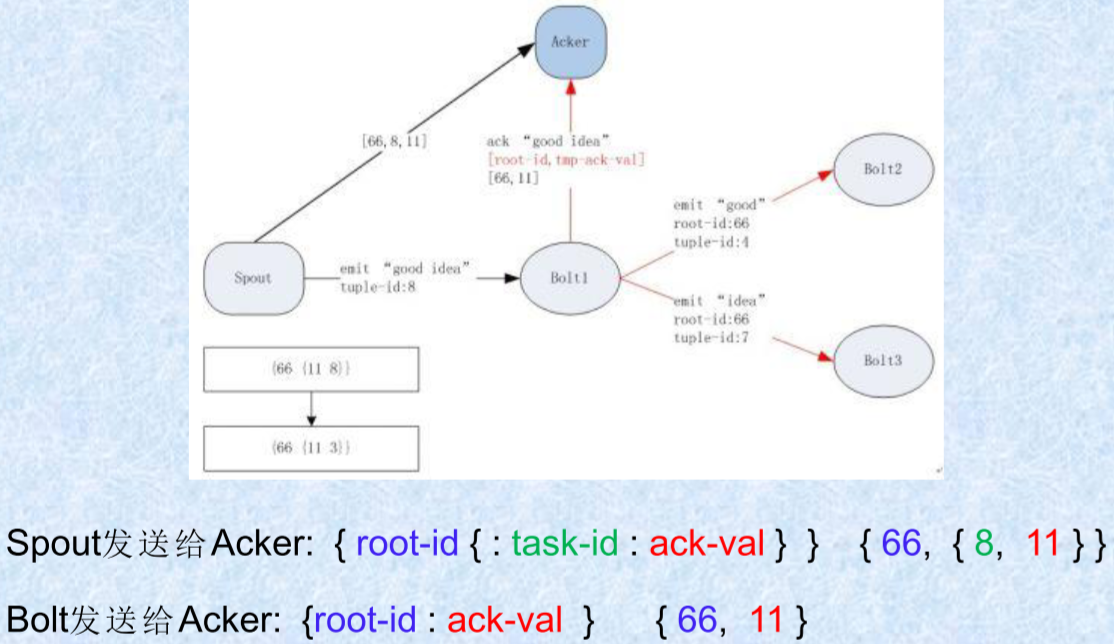 Acker
[66, 8, 11]
ack “good idea”
[root-id, tmp-ack-val]
[66, 11]
Bolt2
emit “good”
root-id:66
tuple-id:4
Spout
emit “good idea”
tuple-id:8
Bolt1
emit “idea”
root-id:66
tuple-id:7
Bolt3
{66 {11 8}}
{66 {11 3}}
Spout发送给Acker: { root-id { : task-id : ack-val } } { 66, { 8, 11 } }
Bolt发送给Acker: {root-id : ack-val } { 66, 11 }